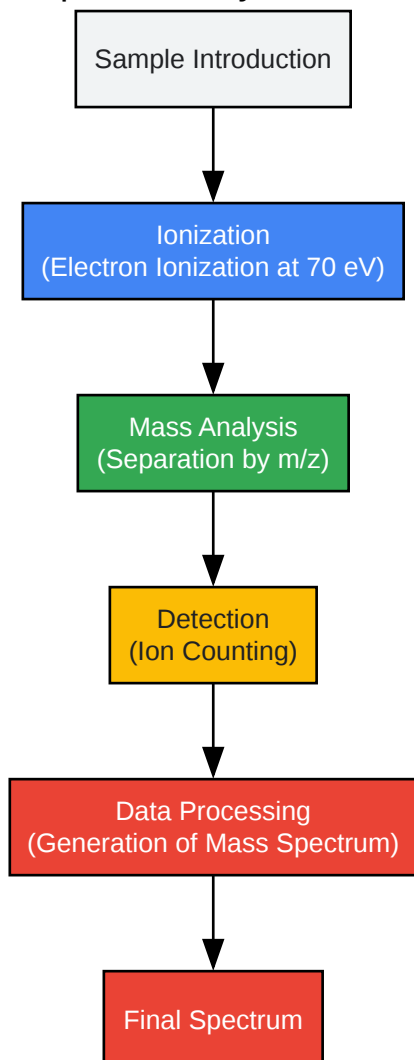 Sample Introduction
Ionization
(Electron Ionization at 70 eV)
Mass Analysis
(Separation by m/z)
Detection
(Ion Counting)
Data Processing
(Generation of Mass Spectrum)
Final Spectrum